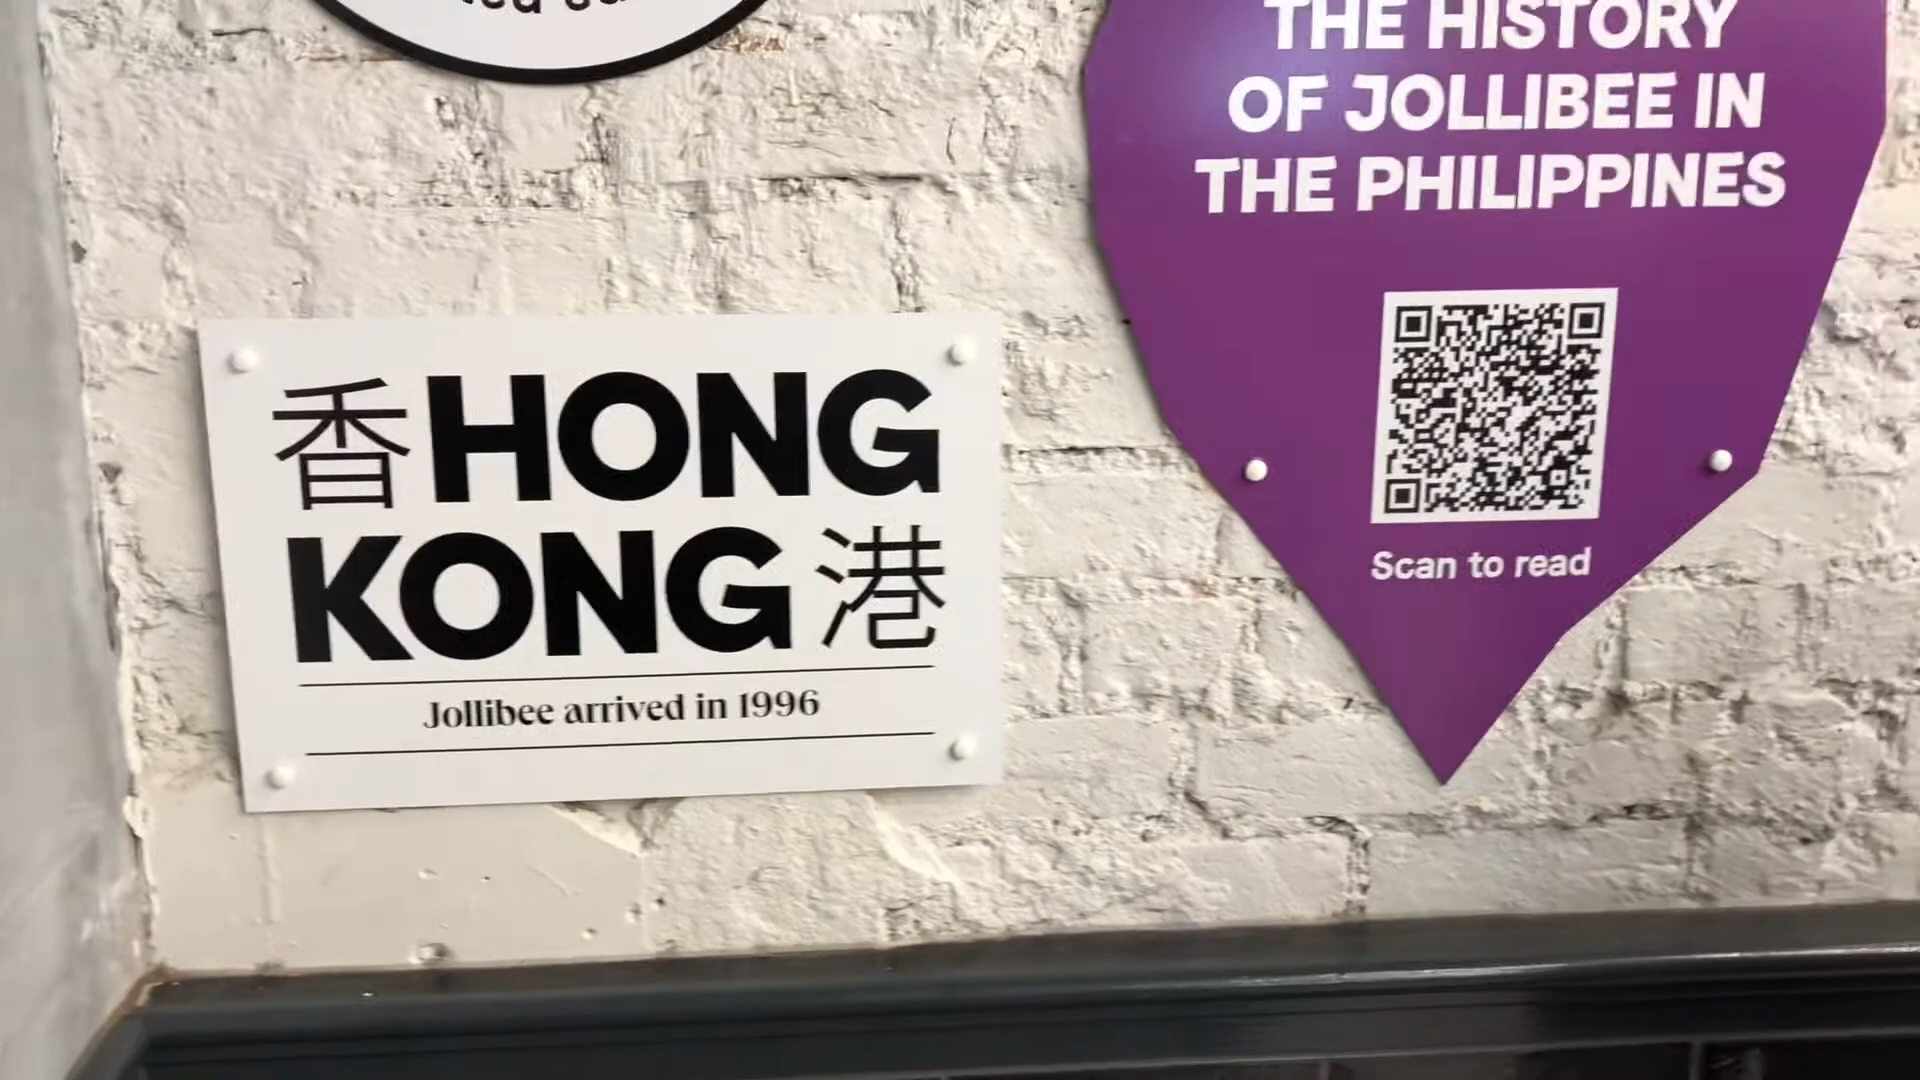 THE HISTORY
OF JOLLIBEE IN
THE PHILIPPINES
Scan to read
香HONG
KONG港
Jollibee arrived in 1996